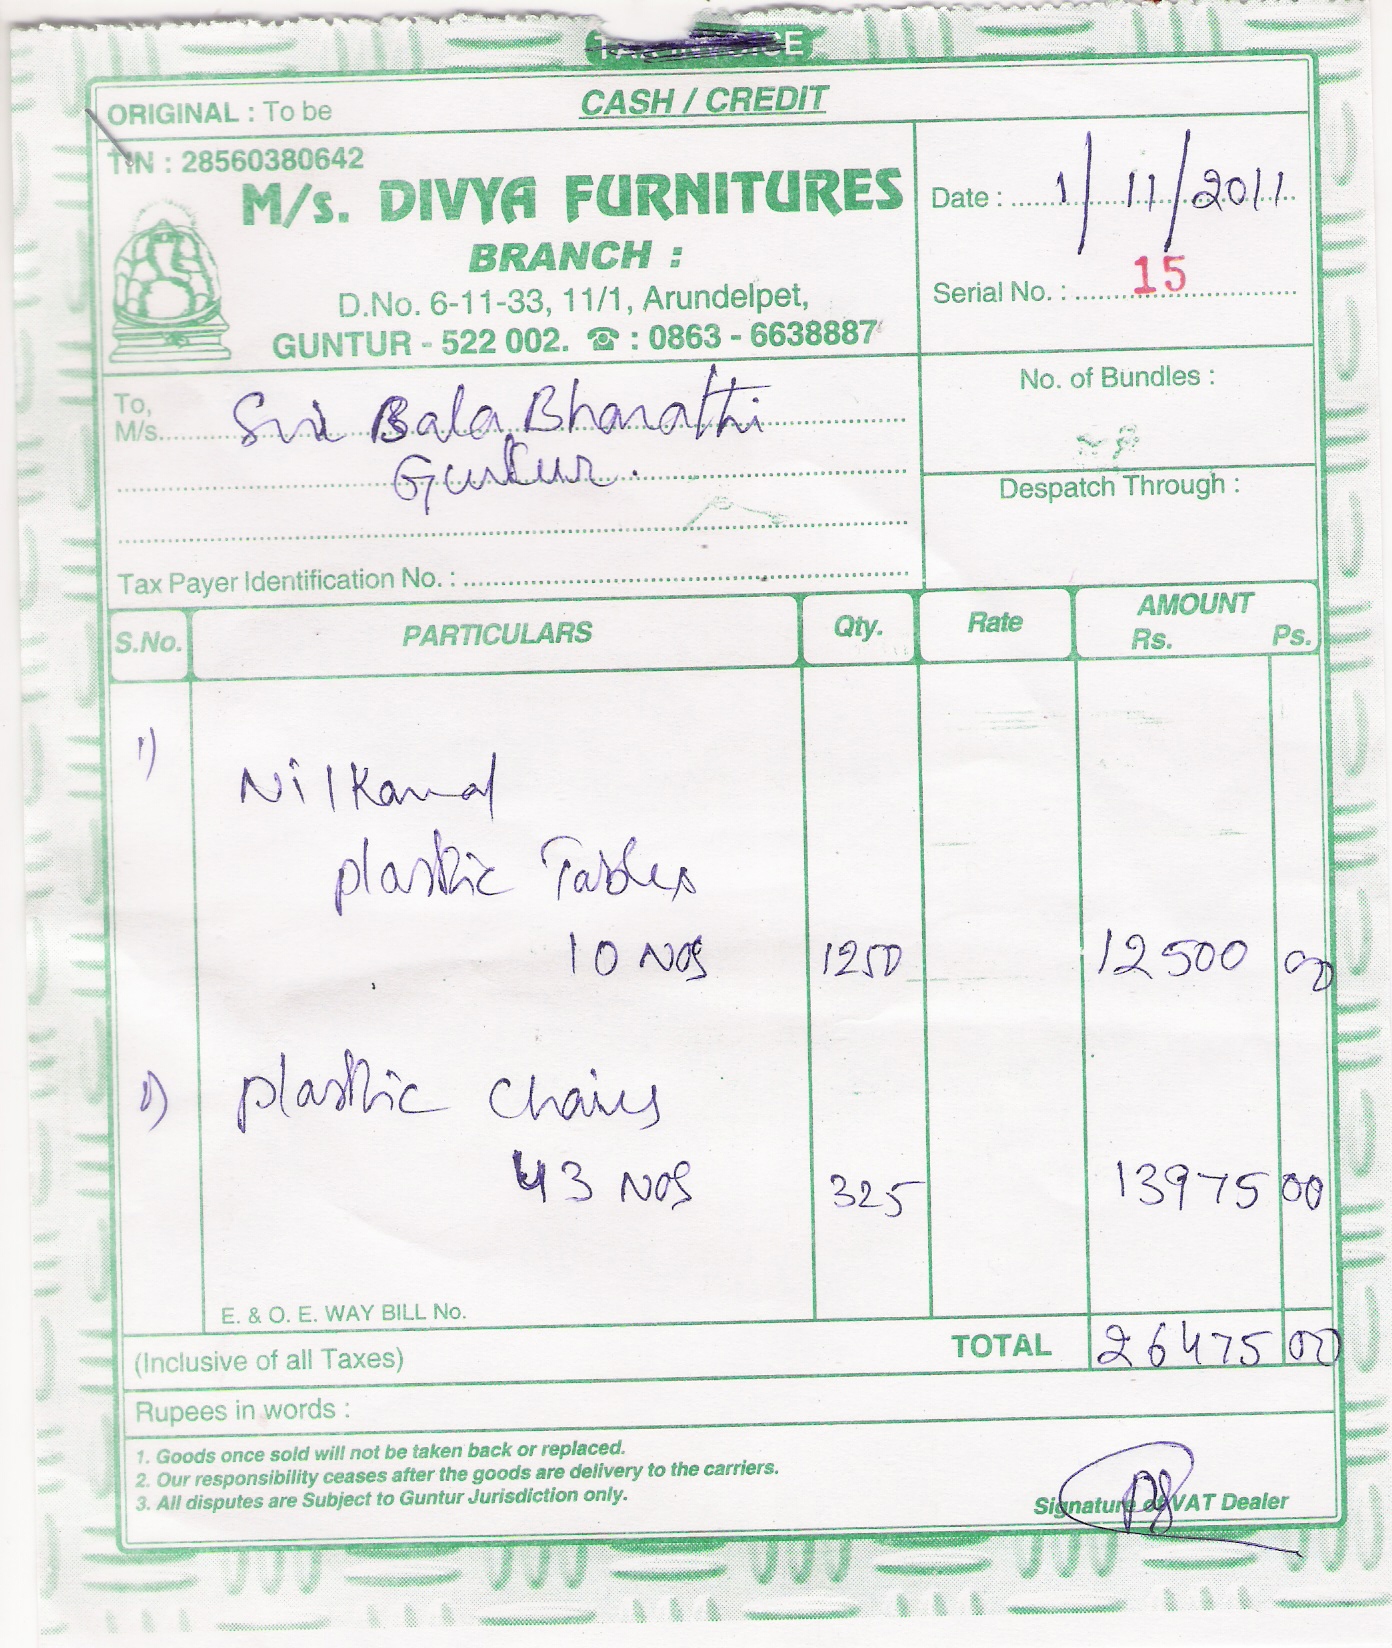 TAX INVOICE
ORIGINAL : To be
CASH / CREDIT
TIN : 28560380642
M/s. DIVYA FURNITURES
BRANCH :
D.No. 6-11-33, 11/1, Arundelpet,
GUNTUR - 522 002. ☎ : 0863 - 6638887
Date : 1/11/2011
Serial No. : 15
To,
M/s. Sri Bala Bharathi
Guntur.
No. of Bundles :
Despatch Through :
Tax Payer Identification No. :
S.No. PARTICULARS Qty. Rate AMOUNT
Rs. Ps.
1) Nilkamal
plastic Tables
10 Nos 1250 12500 00
2) plastic chairs
43 Nos 325 13975 00
E. & O. E. WAY BILL No.
(Inclusive of all Taxes) TOTAL 26475 00
Rupees in words :
1. Goods once sold will not be taken back or replaced.
2. Our responsibility ceases after the goods are delivery to the carriers.
3. All disputes are Subject to Guntur Jurisdiction only.
Signature of VAT Dealer